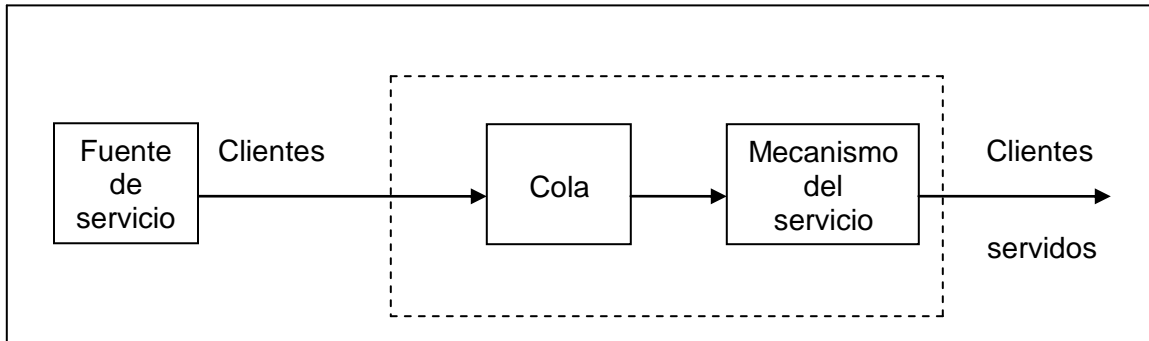 Fuente
de
servicio
Clientes
Cola
Mecanismo
del
servicio
Clientes
servidos